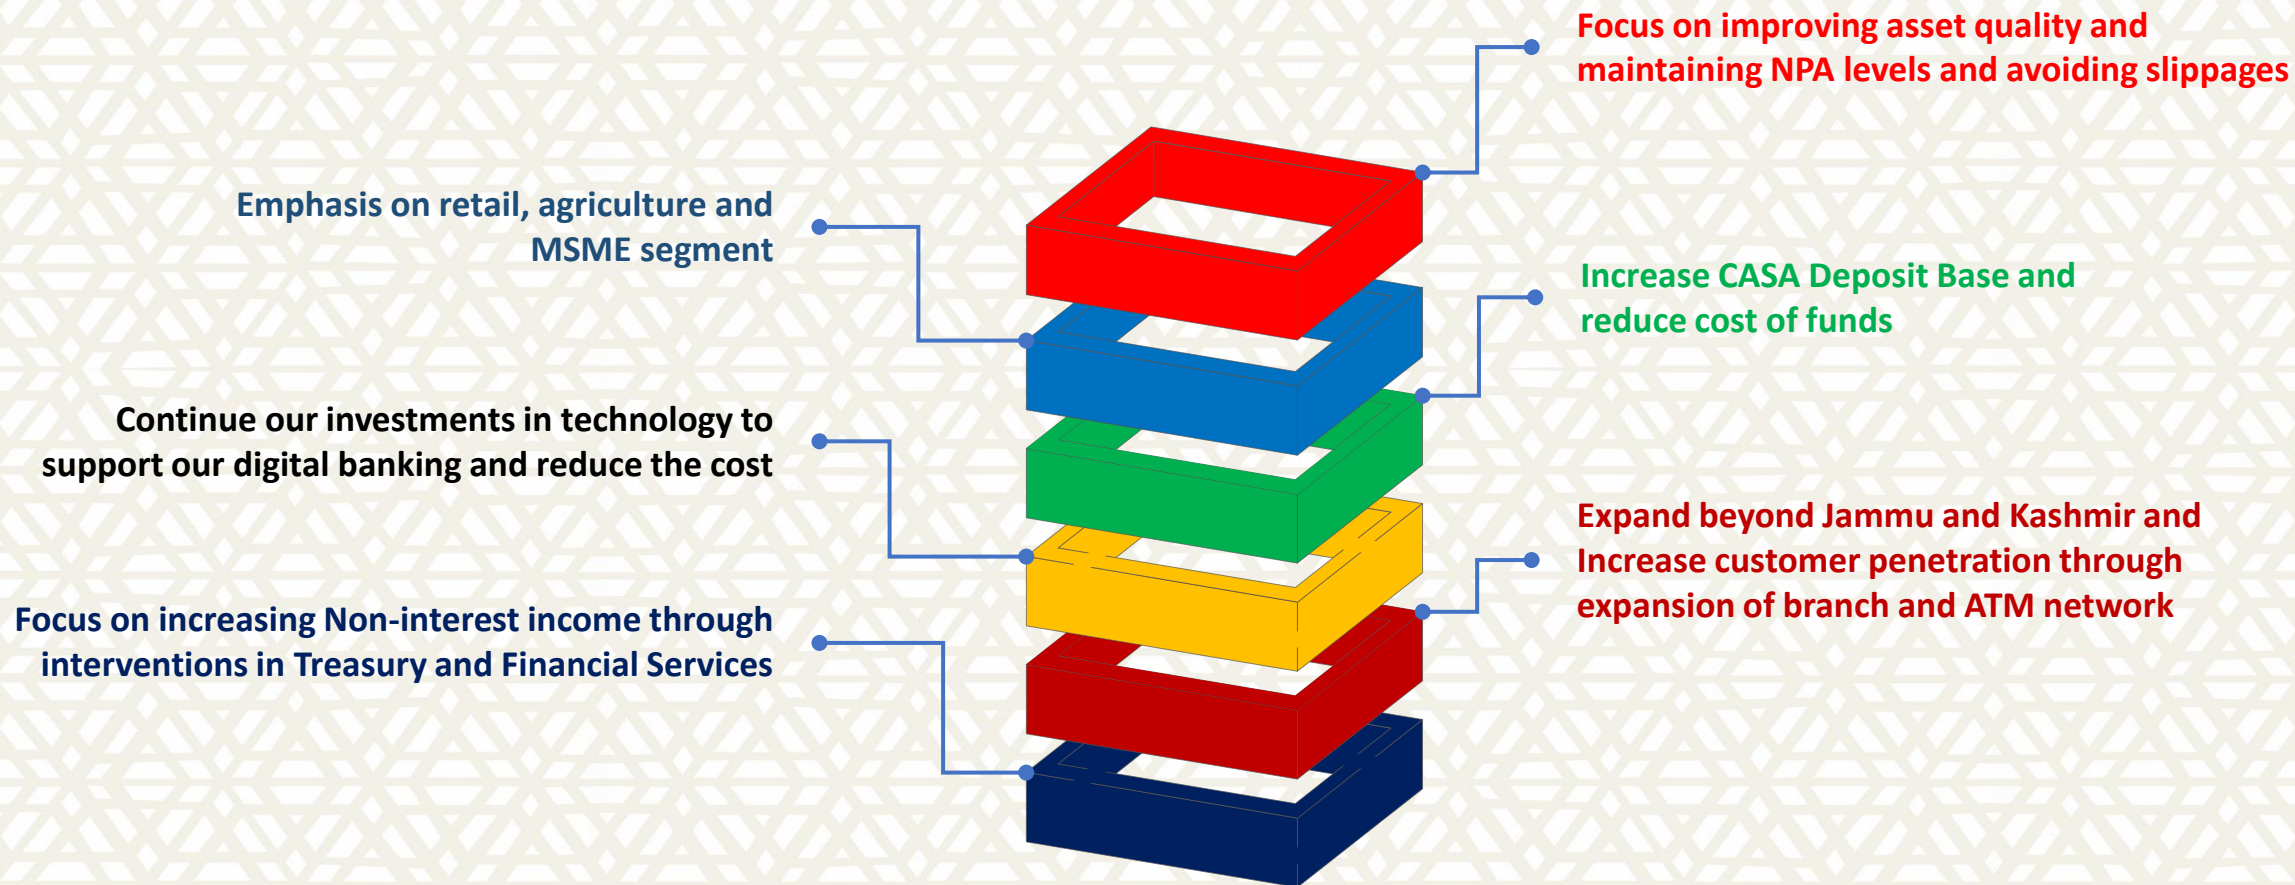 Focus on improving asset quality and
maintaining NPA levels and avoiding slippages
Emphasis on retail, agriculture and
MSME segment
Increase CASA Deposit Base and
reduce cost of funds
Continue our investments in technology to
support our digital banking and reduce the cost
Expand beyond Jammu and Kashmir and
Increase customer penetration through
expansion of branch and ATM network
Focus on increasing Non-interest income through
interventions in Treasury and Financial Services